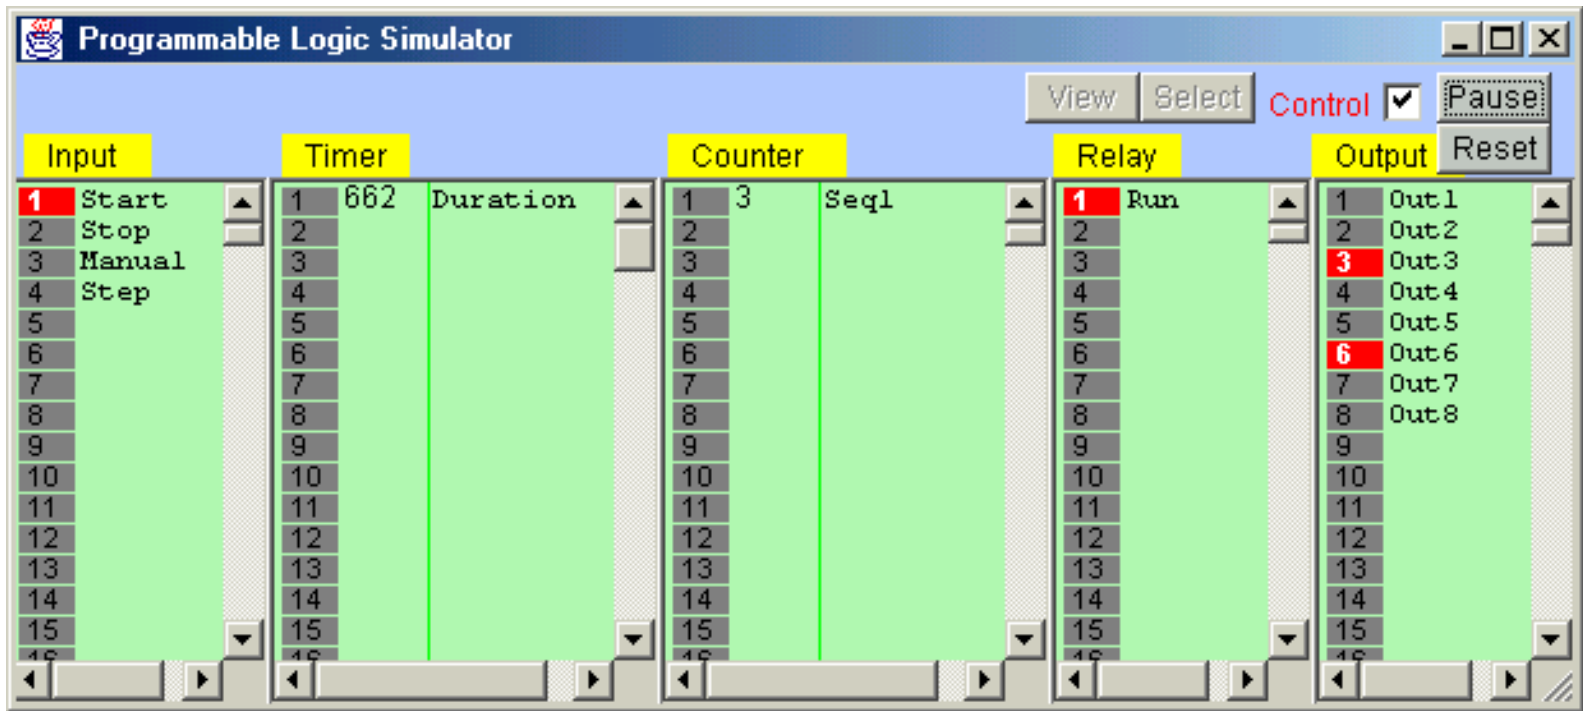 Programmable Logic Simulator
View Select Control Pause
Reset
Input Timer Counter Relay Output
1 Start 1 662 Duration 1 3 Seq1 1 Run 1 Out1
2 Stop 2 2 2 2 Out2
3 Manual 3 3 3 3 Out3
4 Step 4 4 4 4 Out4
5 5 5 5 5 Out5
6 6 6 6 6 Out6
7 7 7 7 7 Out7
8 8 8 8 8 Out8
9 9 9 9 9
10 10 10 10 10
11 11 11 11 11
12 12 12 12 12
13 13 13 13 13
14 14 14 14 14
15 15 15 15 15